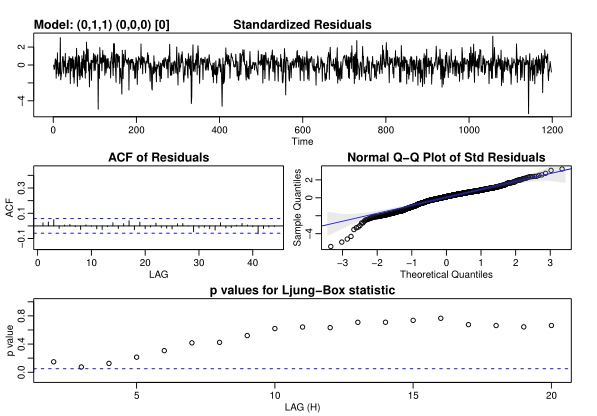 Model: (0,1,1) (0,0,0) [0] Standardized Residuals
2
0
−4
0 200 400 600 800 1000 1200
Time
ACF of Residuals
ACF
−0.1 0.1 0.3
0 10 20 30 40
LAG
Normal Q−Q Plot of Std Residuals
Sample Quantiles
−4 0 2
−3 −2 −1 0 1 2 3
Theoretical Quantiles
p values for Ljung−Box statistic
p value
0.0 0.4 0.8
5 10 15 20
LAG (H)